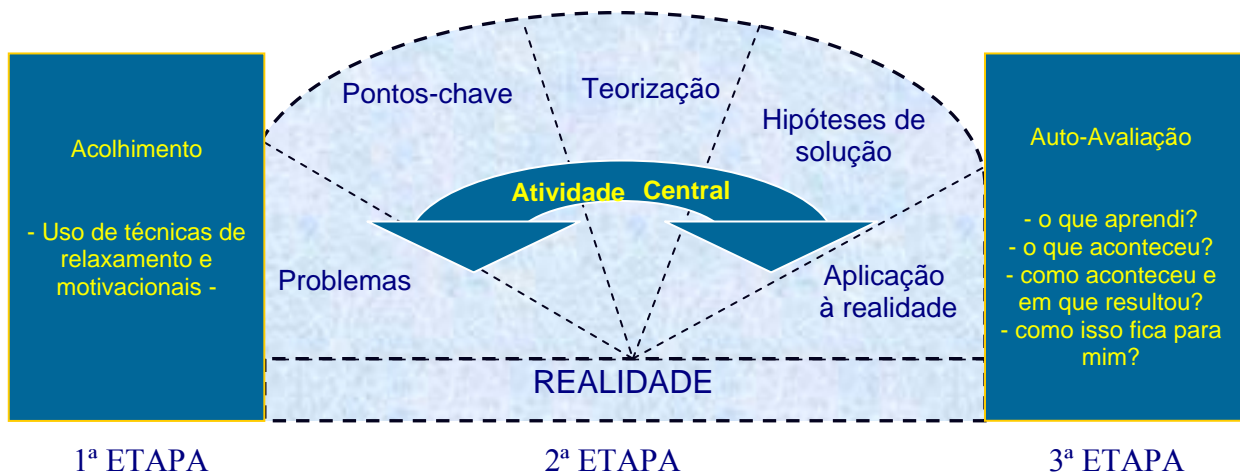 Acolhimento
- Uso de técnicas de
relaxamento e
motivacionais -
1ª ETAPA
Problemas
Pontos-chave
Teorização
Hipóteses de
solução
Aplicação
à realidade
Atividade Central
REALIDADE
2ª ETAPA
Auto-Avaliação
- o que aprendi?
- o que aconteceu?
- como aconteceu e
em que resultou?
- como isso fica para
mim?
3ª ETAPA